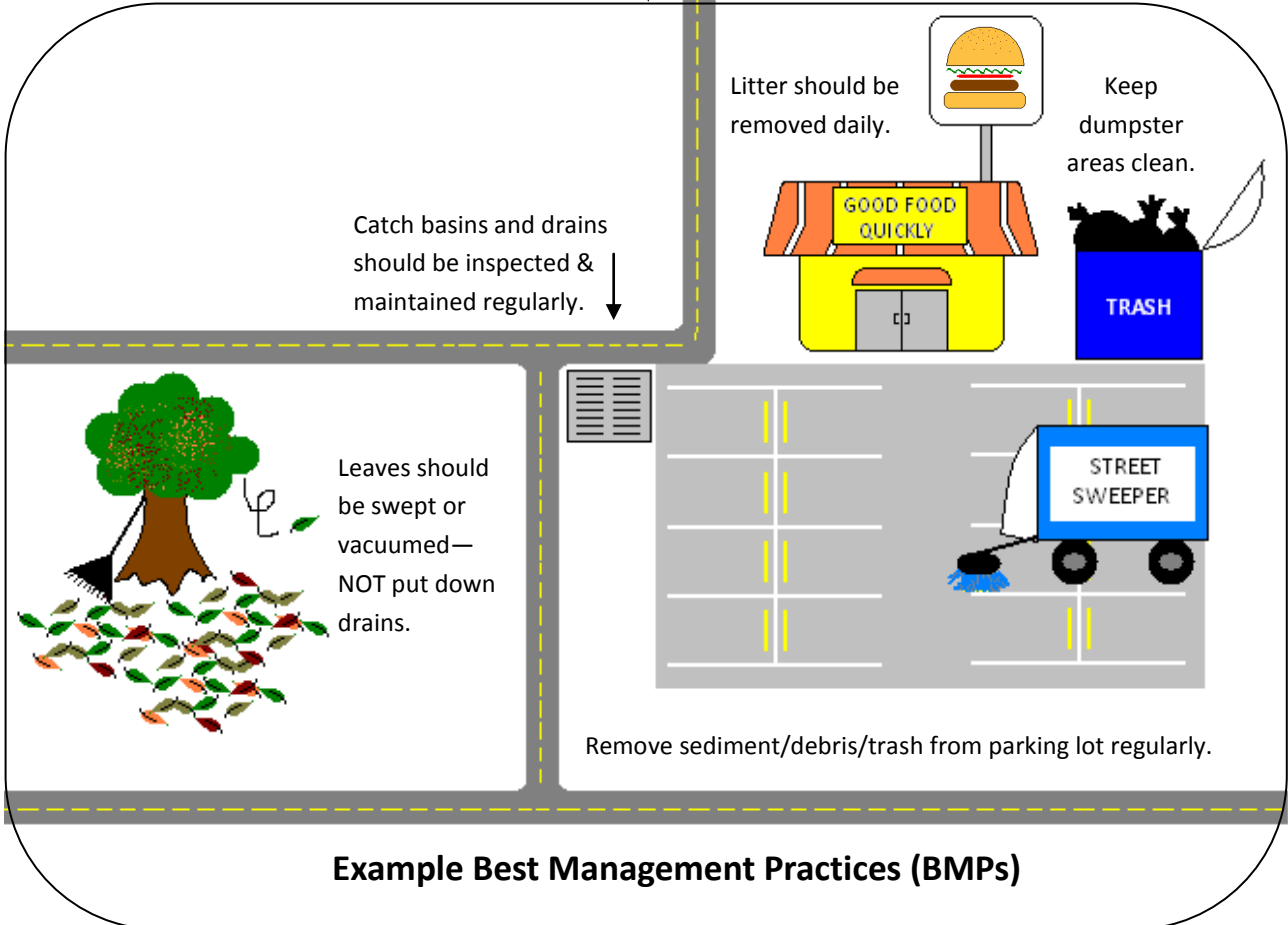 Litter should be
removed daily.
Keep
dumpster
areas clean.
GOOD FOOD
QUICKLY
TRASH
Catch basins and drains
should be inspected &
maintained regularly.
Leaves should
be swept or
vacuumed—
NOT put down
drains.
STREET
SWEEPER
Remove sediment/debris/trash from parking lot regularly.
Example Best Management Practices (BMPs)